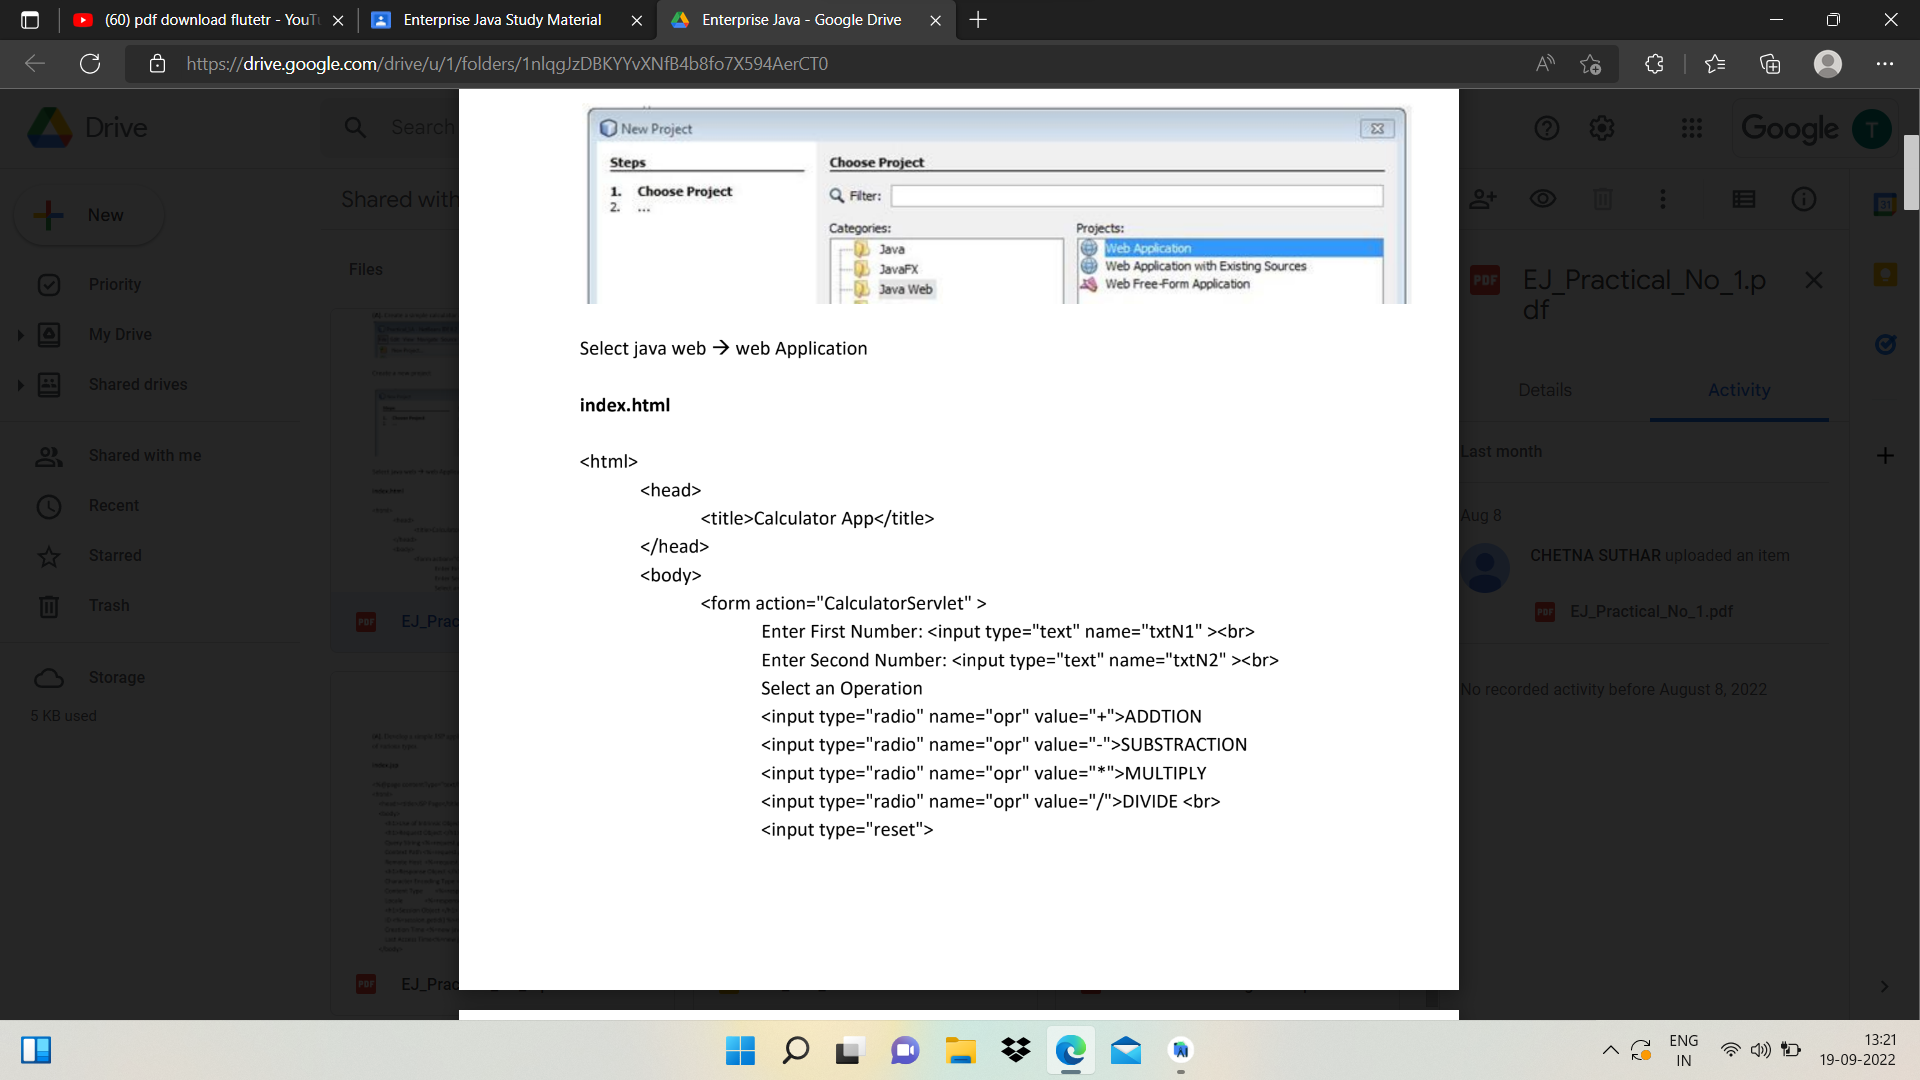 (60) pdf download flutetr - YouTu
Enterprise Java Study Material
Enterprise Java - Google Drive
https://drive.google.com/drive/u/1/folders/1nlqgJzDBKYYvXNfB4b8fo7X594AerCT0
Drive
Search
Google
T
New
Shared with
Files
Priority
My Drive
Shared drives
Shared with me
Recent
Starred
Trash
Storage
5 KB used
PDF EJ_Prac
PDF EJ_Prac
New Project
Steps
1. Choose Project
2. ...
Choose Project
Filter:
Categories:
Java
JavaFX
Java Web
Projects:
Web Application
Web Application with Existing Sources
Web Free-Form Application
Select java web → web Application
index.html
<html>
<head>
<title>Calculator App</title>
</head>
<body>
<form action="CalculatorServlet" >
Enter First Number: <input type="text" name="txtN1" ><br>
Enter Second Number: <input type="text" name="txtN2" ><br>
Select an Operation
<input type="radio" name="opr" value="+">ADDTION
<input type="radio" name="opr" value="-">SUBSTRACTION
<input type="radio" name="opr" value="*">MULTIPLY
<input type="radio" name="opr" value="/">DIVIDE <br>
<input type="reset">
PDF EJ_Practical_No_1.p
df
Details
Activity
Last month
Aug 8
CHETNA SUTHAR uploaded an item
PDF EJ_Practical_No_1.pdf
No recorded activity before August 8, 2022
31
ENG
IN
13:21
19-09-2022